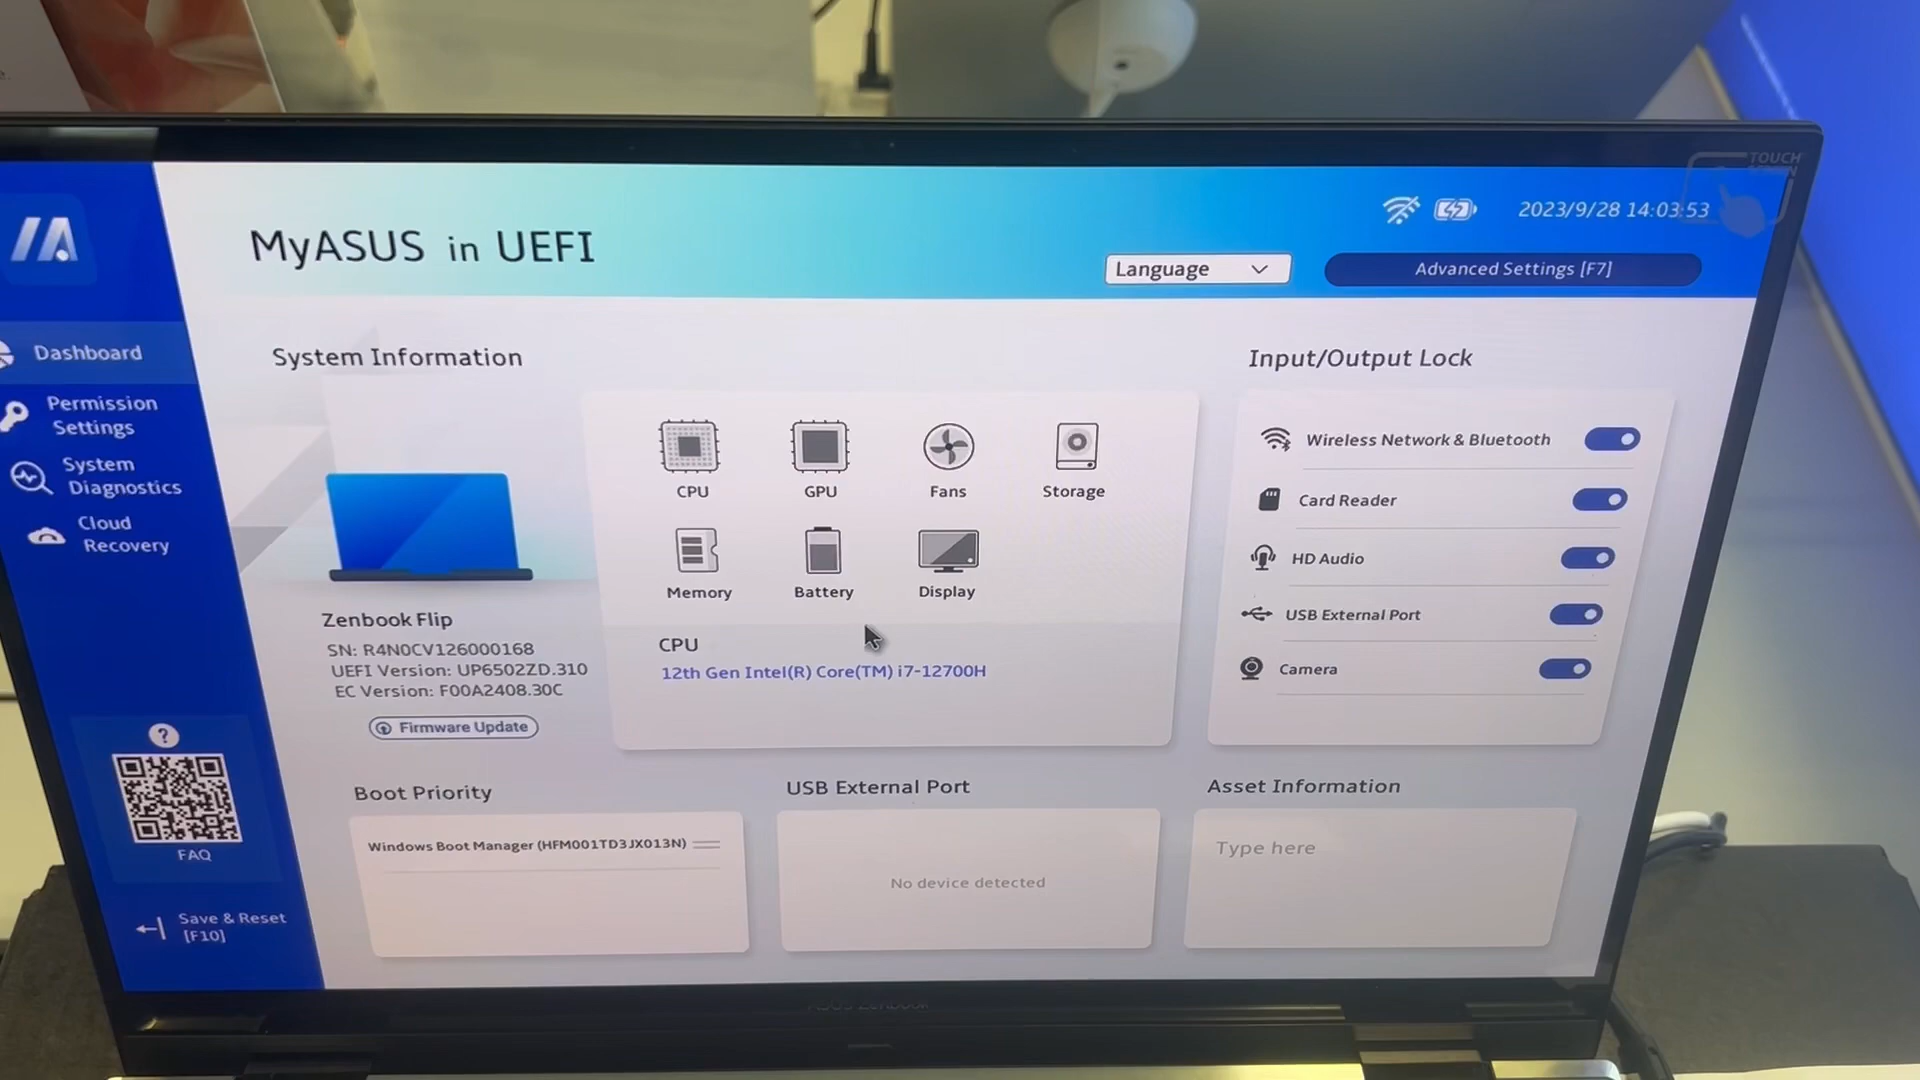 TOUCH
2023/9/28 14:03:53
MyASUS in UEFI
Language
Advanced Settings [F7]
Dashboard
Permission
Settings
System
Diagnostics
Cloud
Recovery
?
FAQ
Save & Reset
[F10]
System Information
Zenbook Flip
SN: R4N0CV126000168
UEFI Version: UP6502ZD.310
EC Version: F00A2408.30C
Firmware Update
CPU
GPU
Fans
Storage
Memory
Battery
Display
CPU
12th Gen Intel(R) Core(TM) i7-12700H
Input/Output Lock
Wireless Network & Bluetooth
Card Reader
HD Audio
USB External Port
Camera
Boot Priority
Windows Boot Manager (HFM001TD3JX013N)
USB External Port
No device detected
Asset Information
Type here
ASUS Zenbook